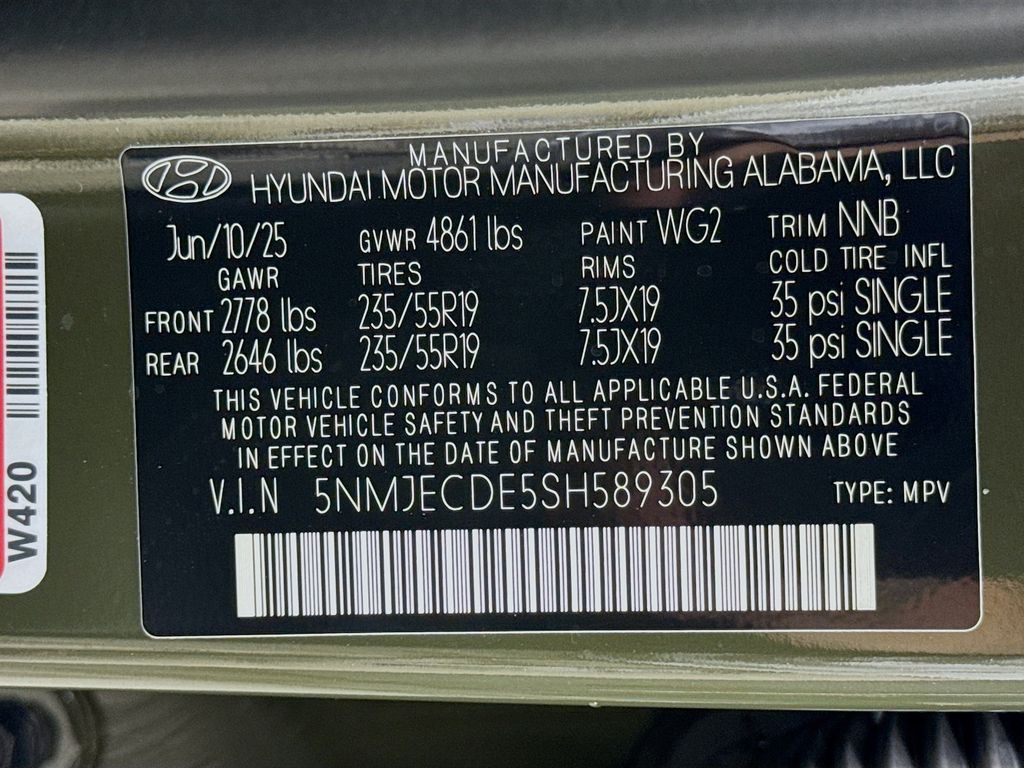 MANUFACTURED BY
HYUNDAI MOTOR MANUFACTURING ALABAMA, LLC
Jun/10/25 GVWR 4861 lbs PAINT WG2 TRIM NNB
GAWR TIRES RIMS COLD TIRE INFL
FRONT 2778 lbs 235/55R19 7.5JX19 35 psi SINGLE
REAR 2646 lbs 235/55R19 7.5JX19 35 psi SINGLE
THIS VEHICLE CONFORMS TO ALL APPLICABLE U.S.A. FEDERAL
MOTOR VEHICLE SAFETY AND THEFT PREVENTION STANDARDS
IN EFFECT ON THE DATE OF MANUFACTURE SHOWN ABOVE
V.I.N 5NMJECDE5SH589305 TYPE: MPV
W420